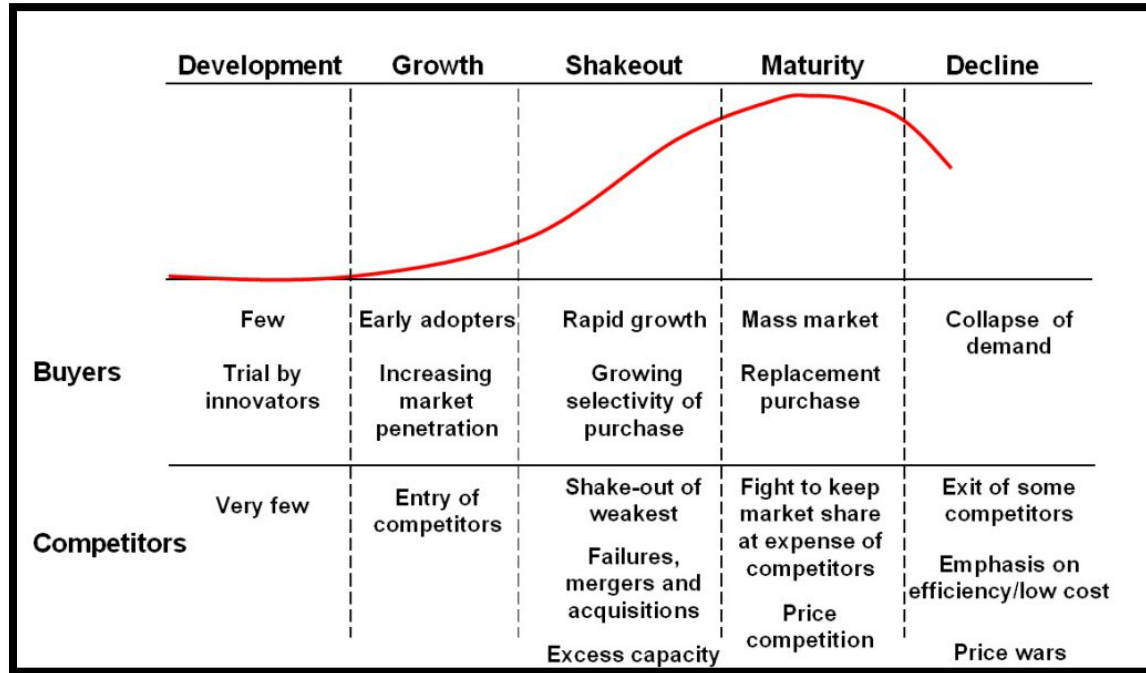 Development Growth Shakeout Maturity Decline
Buyers
Few
Trial by
innovators
Early adopters
Increasing
market
penetration
Rapid growth
Growing
selectivity of
purchase
Mass market
Replacement
purchase
Collapse of
demand
Competitors
Very few
Entry of
competitors
Shake-out of
weakest
Failures,
mergers and
acquisitions
Excess capacity
Fight to keep
market share
at expense of
competitors
Price
competition
Exit of some
competitors
Emphasis on
efficiency/low cost
Price wars